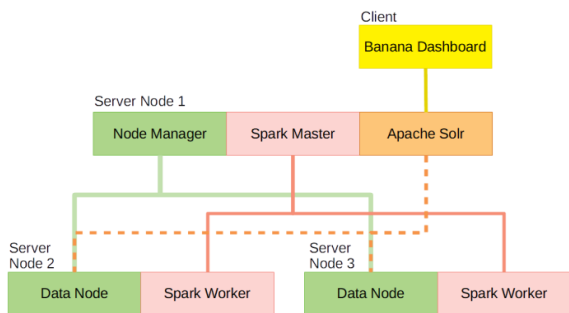 Client
Banana Dashboard
Server Node 1
Node Manager
Spark Master
Apache Solr
Server
Node 2
Server
Node 3
Data Node
Spark Worker
Data Node
Spark Worker